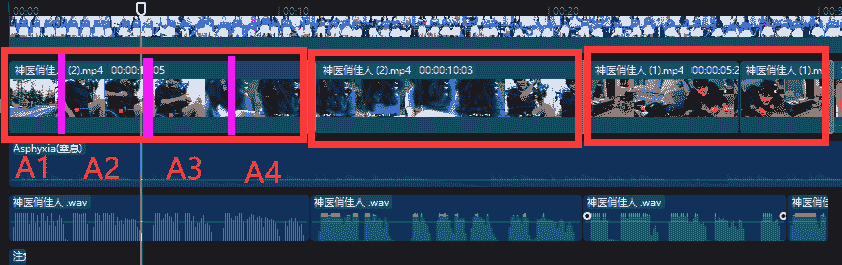 00:00 00:10 00:20 00:3
神医俏佳人 (2).mp4 00:00:1 :05 神医俏佳人 (2).mp4 00:00:10:03 神医俏佳人 (1).mp4 00:00:05:2 神医俏佳人 (1).m
Asphyxia(窒息)
A1 A2 A3 A4
神医俏佳人 .wav 神医俏佳人 .wav 神医俏佳人 .wav 神医俏佳人